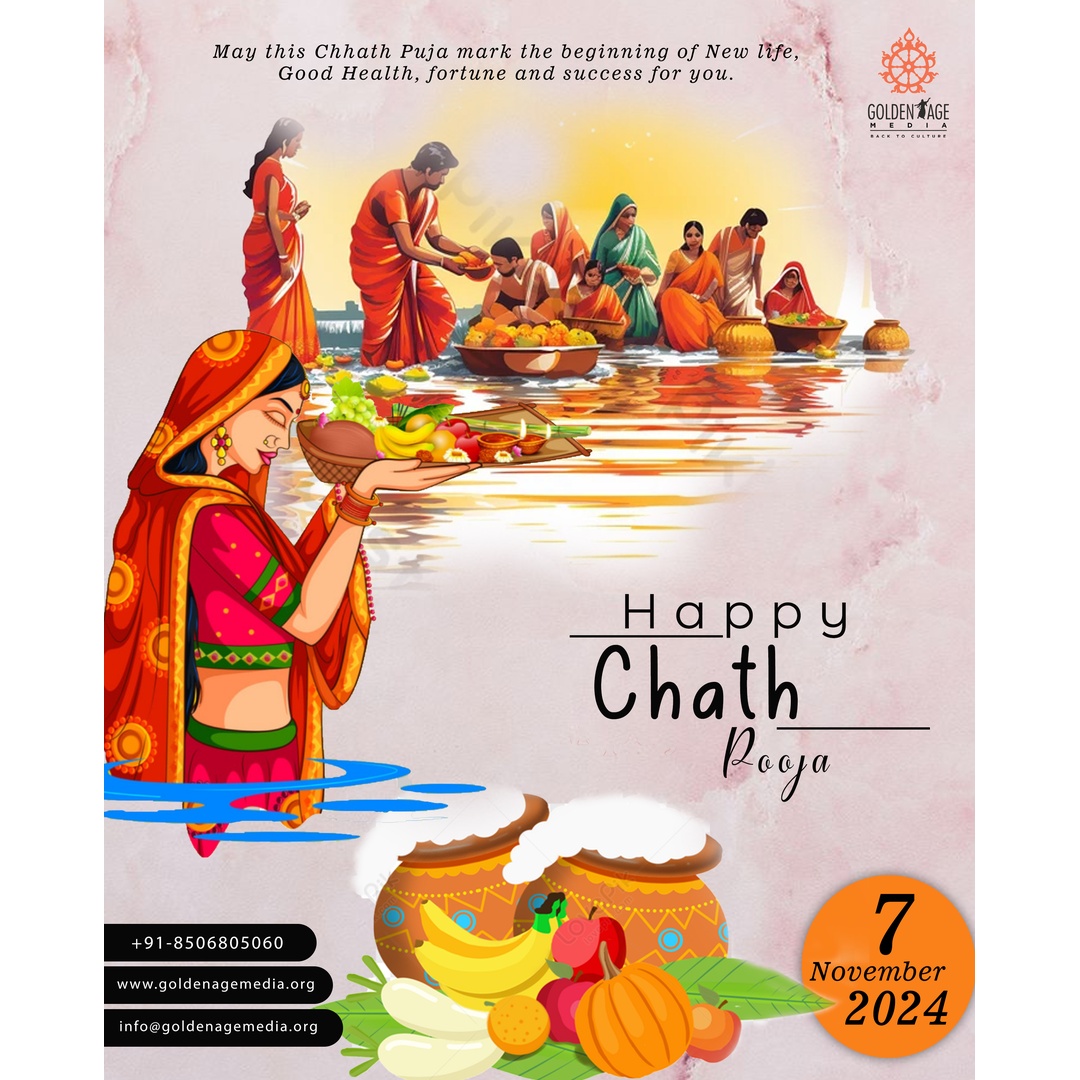 May this Chhath Puja mark the beginning of New life,
Good Health, fortune and success for you.
GOLDEN AGE
MEDIA
BACK TO CULTURE
Happy
Chath
Pooja
+91-8506805060
www.goldenagemedia.org
info@goldenagemedia.org
7
November
2024